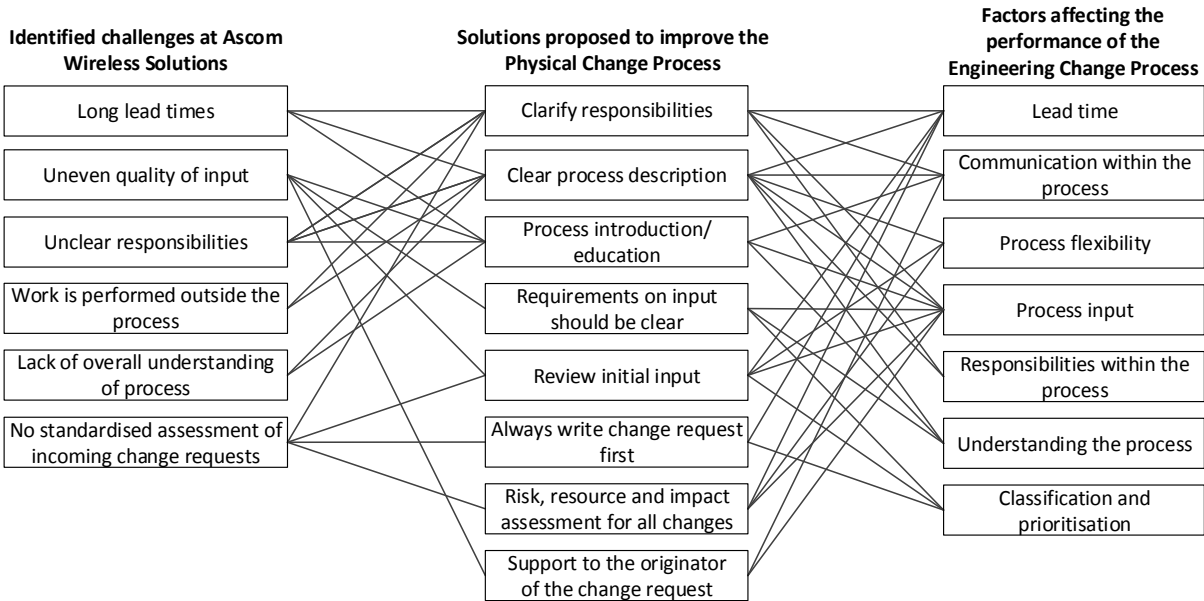 Identified challenges at Ascom
Wireless Solutions
Long lead times
Uneven quality of input
Unclear responsibilities
Work is performed outside the
process
Lack of overall understanding
of process
No standardised assessment of
incoming change requests
Solutions proposed to improve the
Physical Change Process
Clarify responsibilities
Clear process description
Process introduction/
education
Requirements on input
should be clear
Review initial input
Always write change request
first
Risk, resource and impact
assessment for all changes
Support to the originator
of the change request
Factors affecting the
performance of the
Engineering Change Process
Lead time
Communication within the
process
Process flexibility
Process input
Responsibilities within the
process
Understanding the process
Classification and
prioritisation